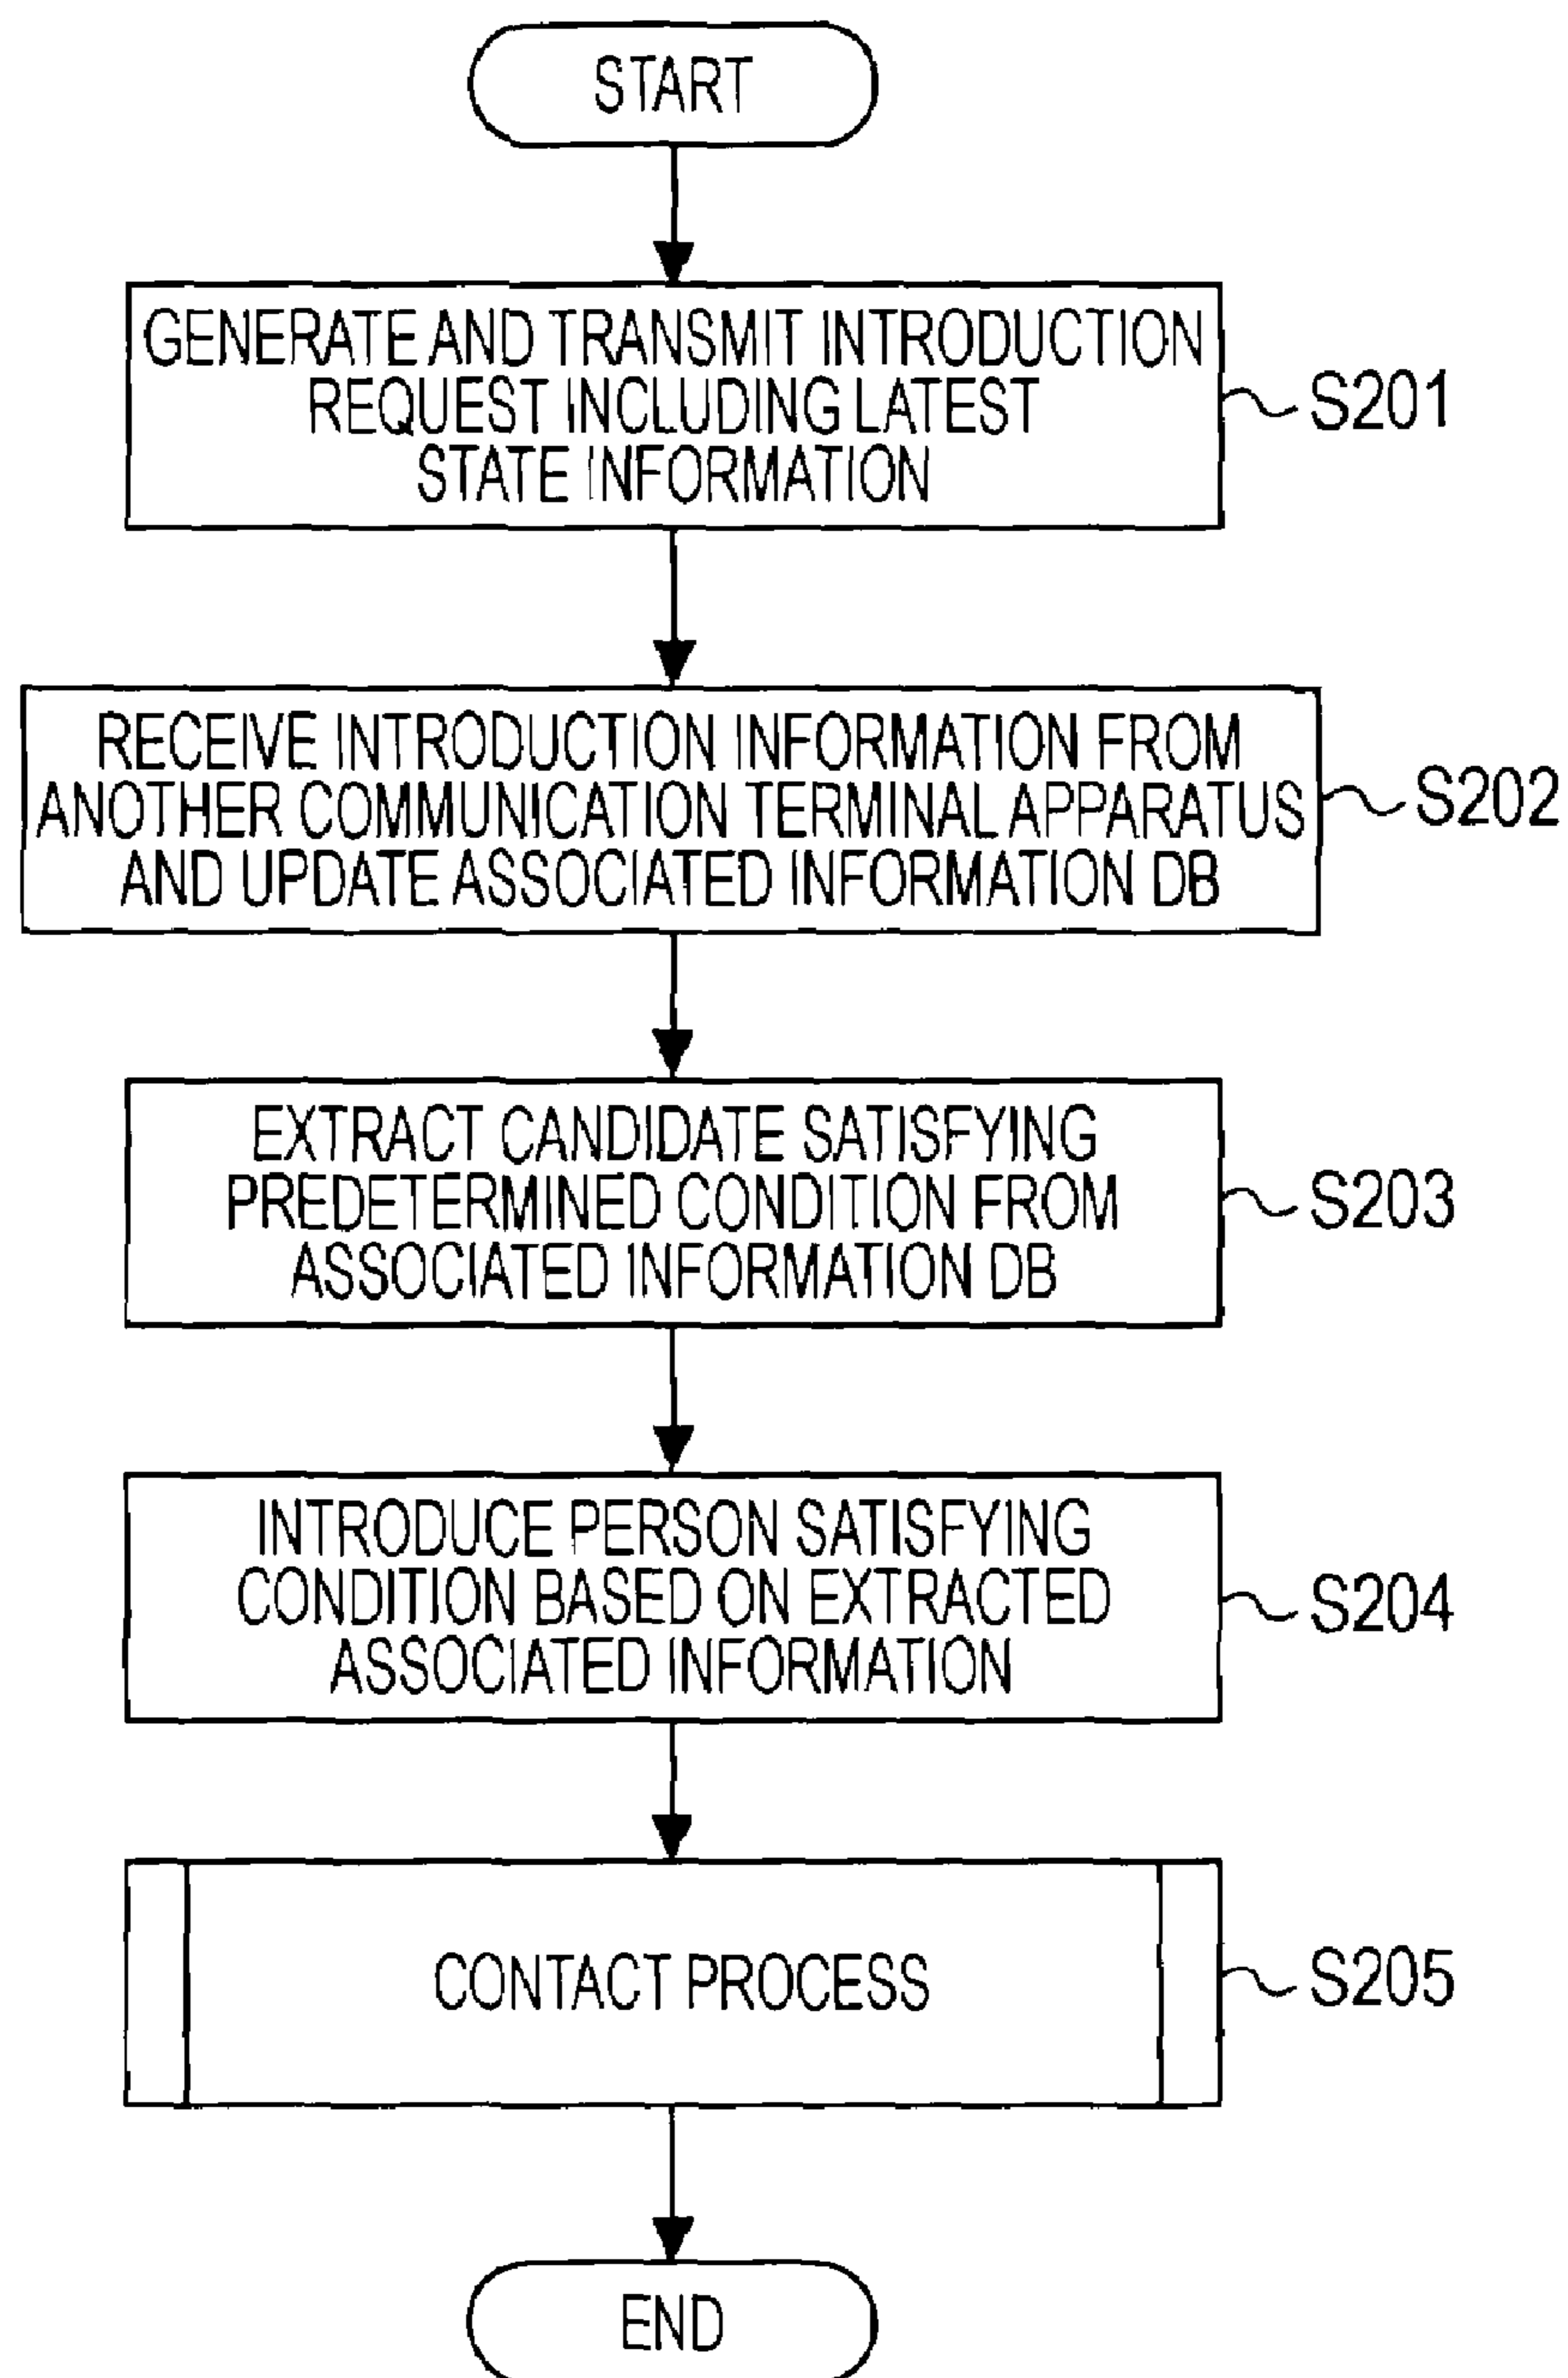 START
GENERATE AND TRANSMIT INTRODUCTION
REQUEST INCLUDING LATEST
STATE INFORMATION
S201
RECEIVE INTRODUCTION INFORMATION FROM
ANOTHER COMMUNICATION TERMINAL APPARATUS
AND UPDATE ASSOCIATED INFORMATION DB
S202
EXTRACT CANDIDATE SATISFYING
PREDETERMINED CONDITION FROM
ASSOCIATED INFORMATION DB
S203
INTRODUCE PERSON SATISFYING
CONDITION BASED ON EXTRACTED
ASSOCIATED INFORMATION
S204
CONTACT PROCESS
S205
END